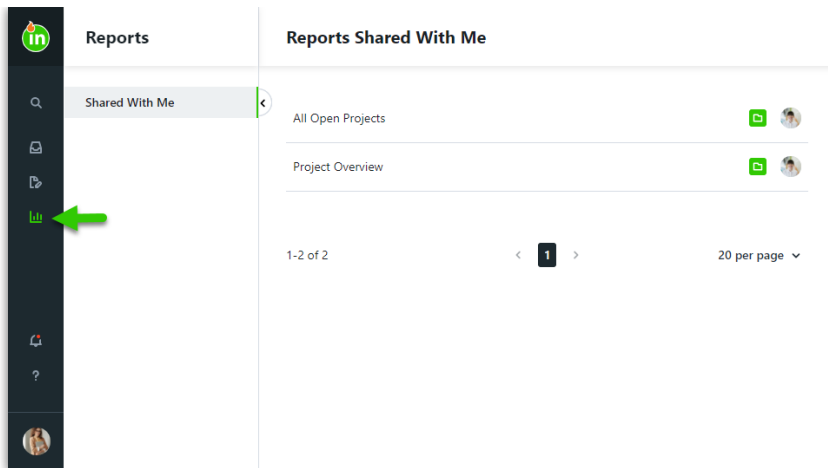 in
Reports
Reports Shared With Me
Shared With Me
All Open Projects
Project Overview
1-2 of 2
1
20 per page
?